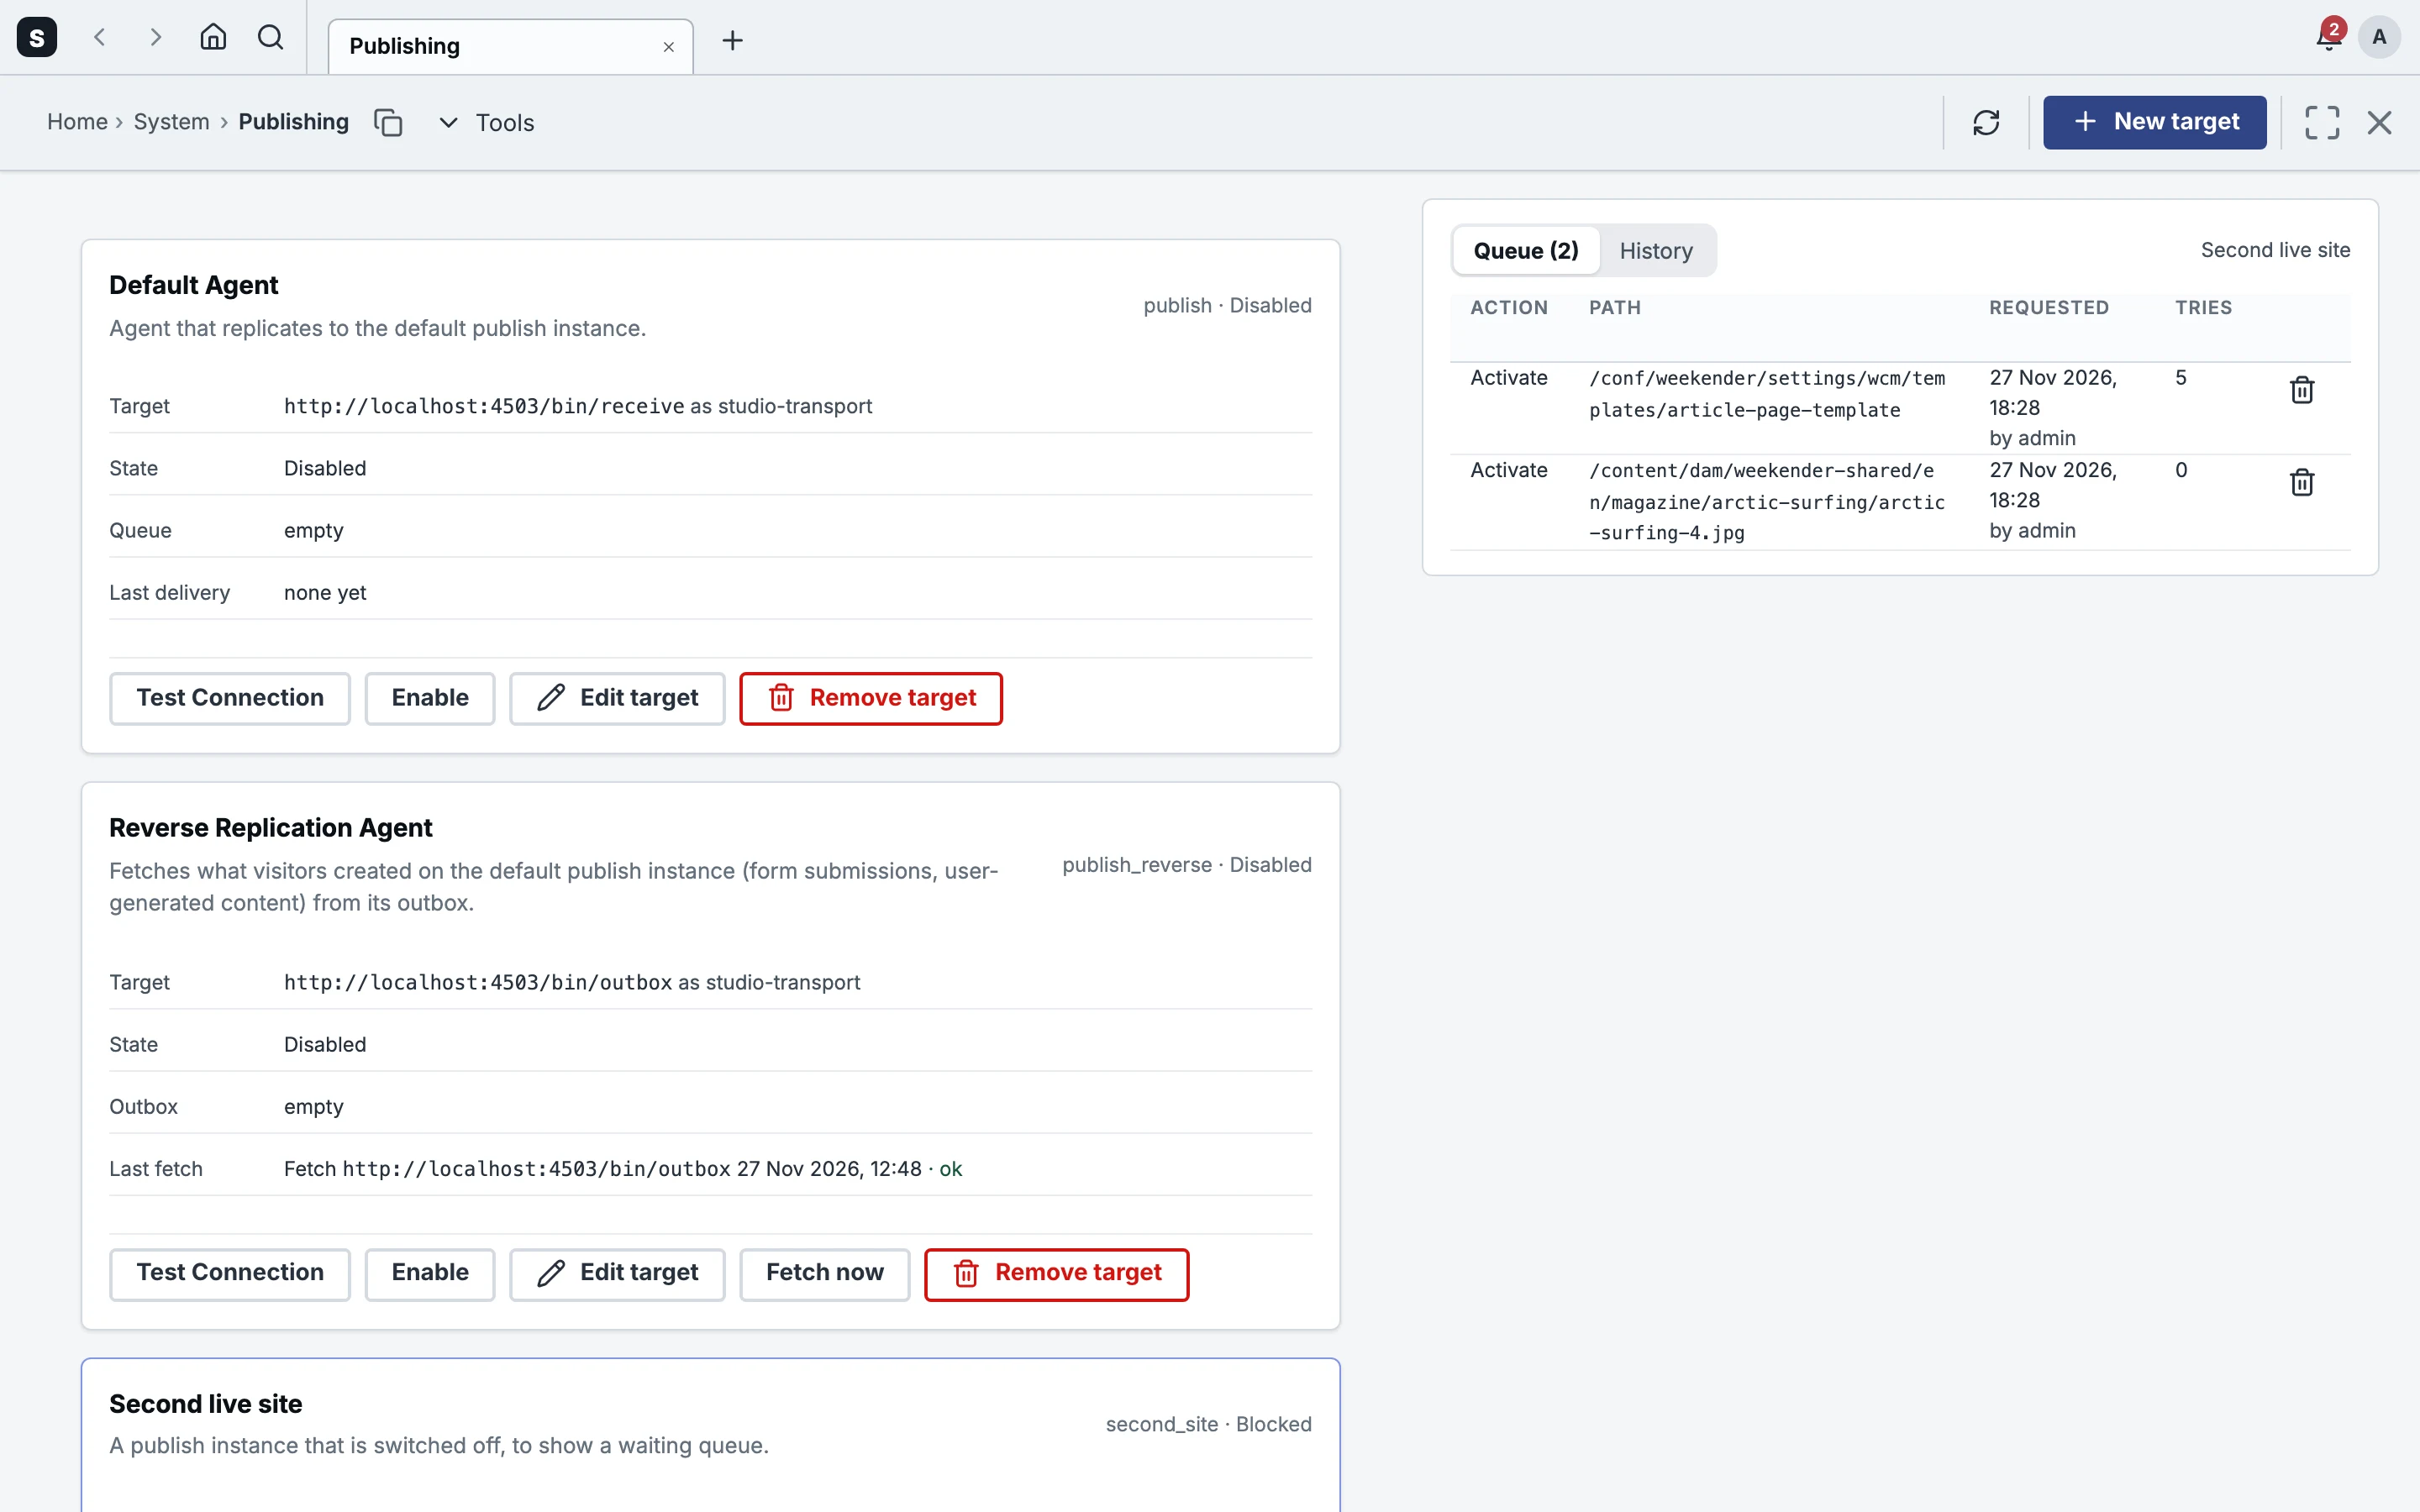 S
Publishing
2
A
Home › System › Publishing
Tools
New target
Default Agent
Agent that replicates to the default publish instance.
publish · Disabled
Target http://localhost:4503/bin/receive as studio-transport
State Disabled
Queue empty
Last delivery none yet
Test Connection Enable Edit target Remove target
Reverse Replication Agent
Fetches what visitors created on the default publish instance (form submissions, user-
generated content) from its outbox.
publish_reverse · Disabled
Target http://localhost:4503/bin/outbox as studio-transport
State Disabled
Outbox empty
Last fetch Fetch http://localhost:4503/bin/outbox 27 Nov 2026, 12:48 · ok
Test Connection Enable Edit target Fetch now Remove target
Second live site
A publish instance that is switched off, to show a waiting queue.
second_site · Blocked
Queue (2) History
Second live site
ACTION PATH REQUESTED TRIES
Activate /conf/weekender/settings/wcm/tem 27 Nov 2026, 5
plates/article-page-template 18:28
by admin
Activate /content/dam/weekender-shared/e 27 Nov 2026, 0
n/magazine/arctic-surfing/arctic 18:28
-surfing-4.jpg by admin